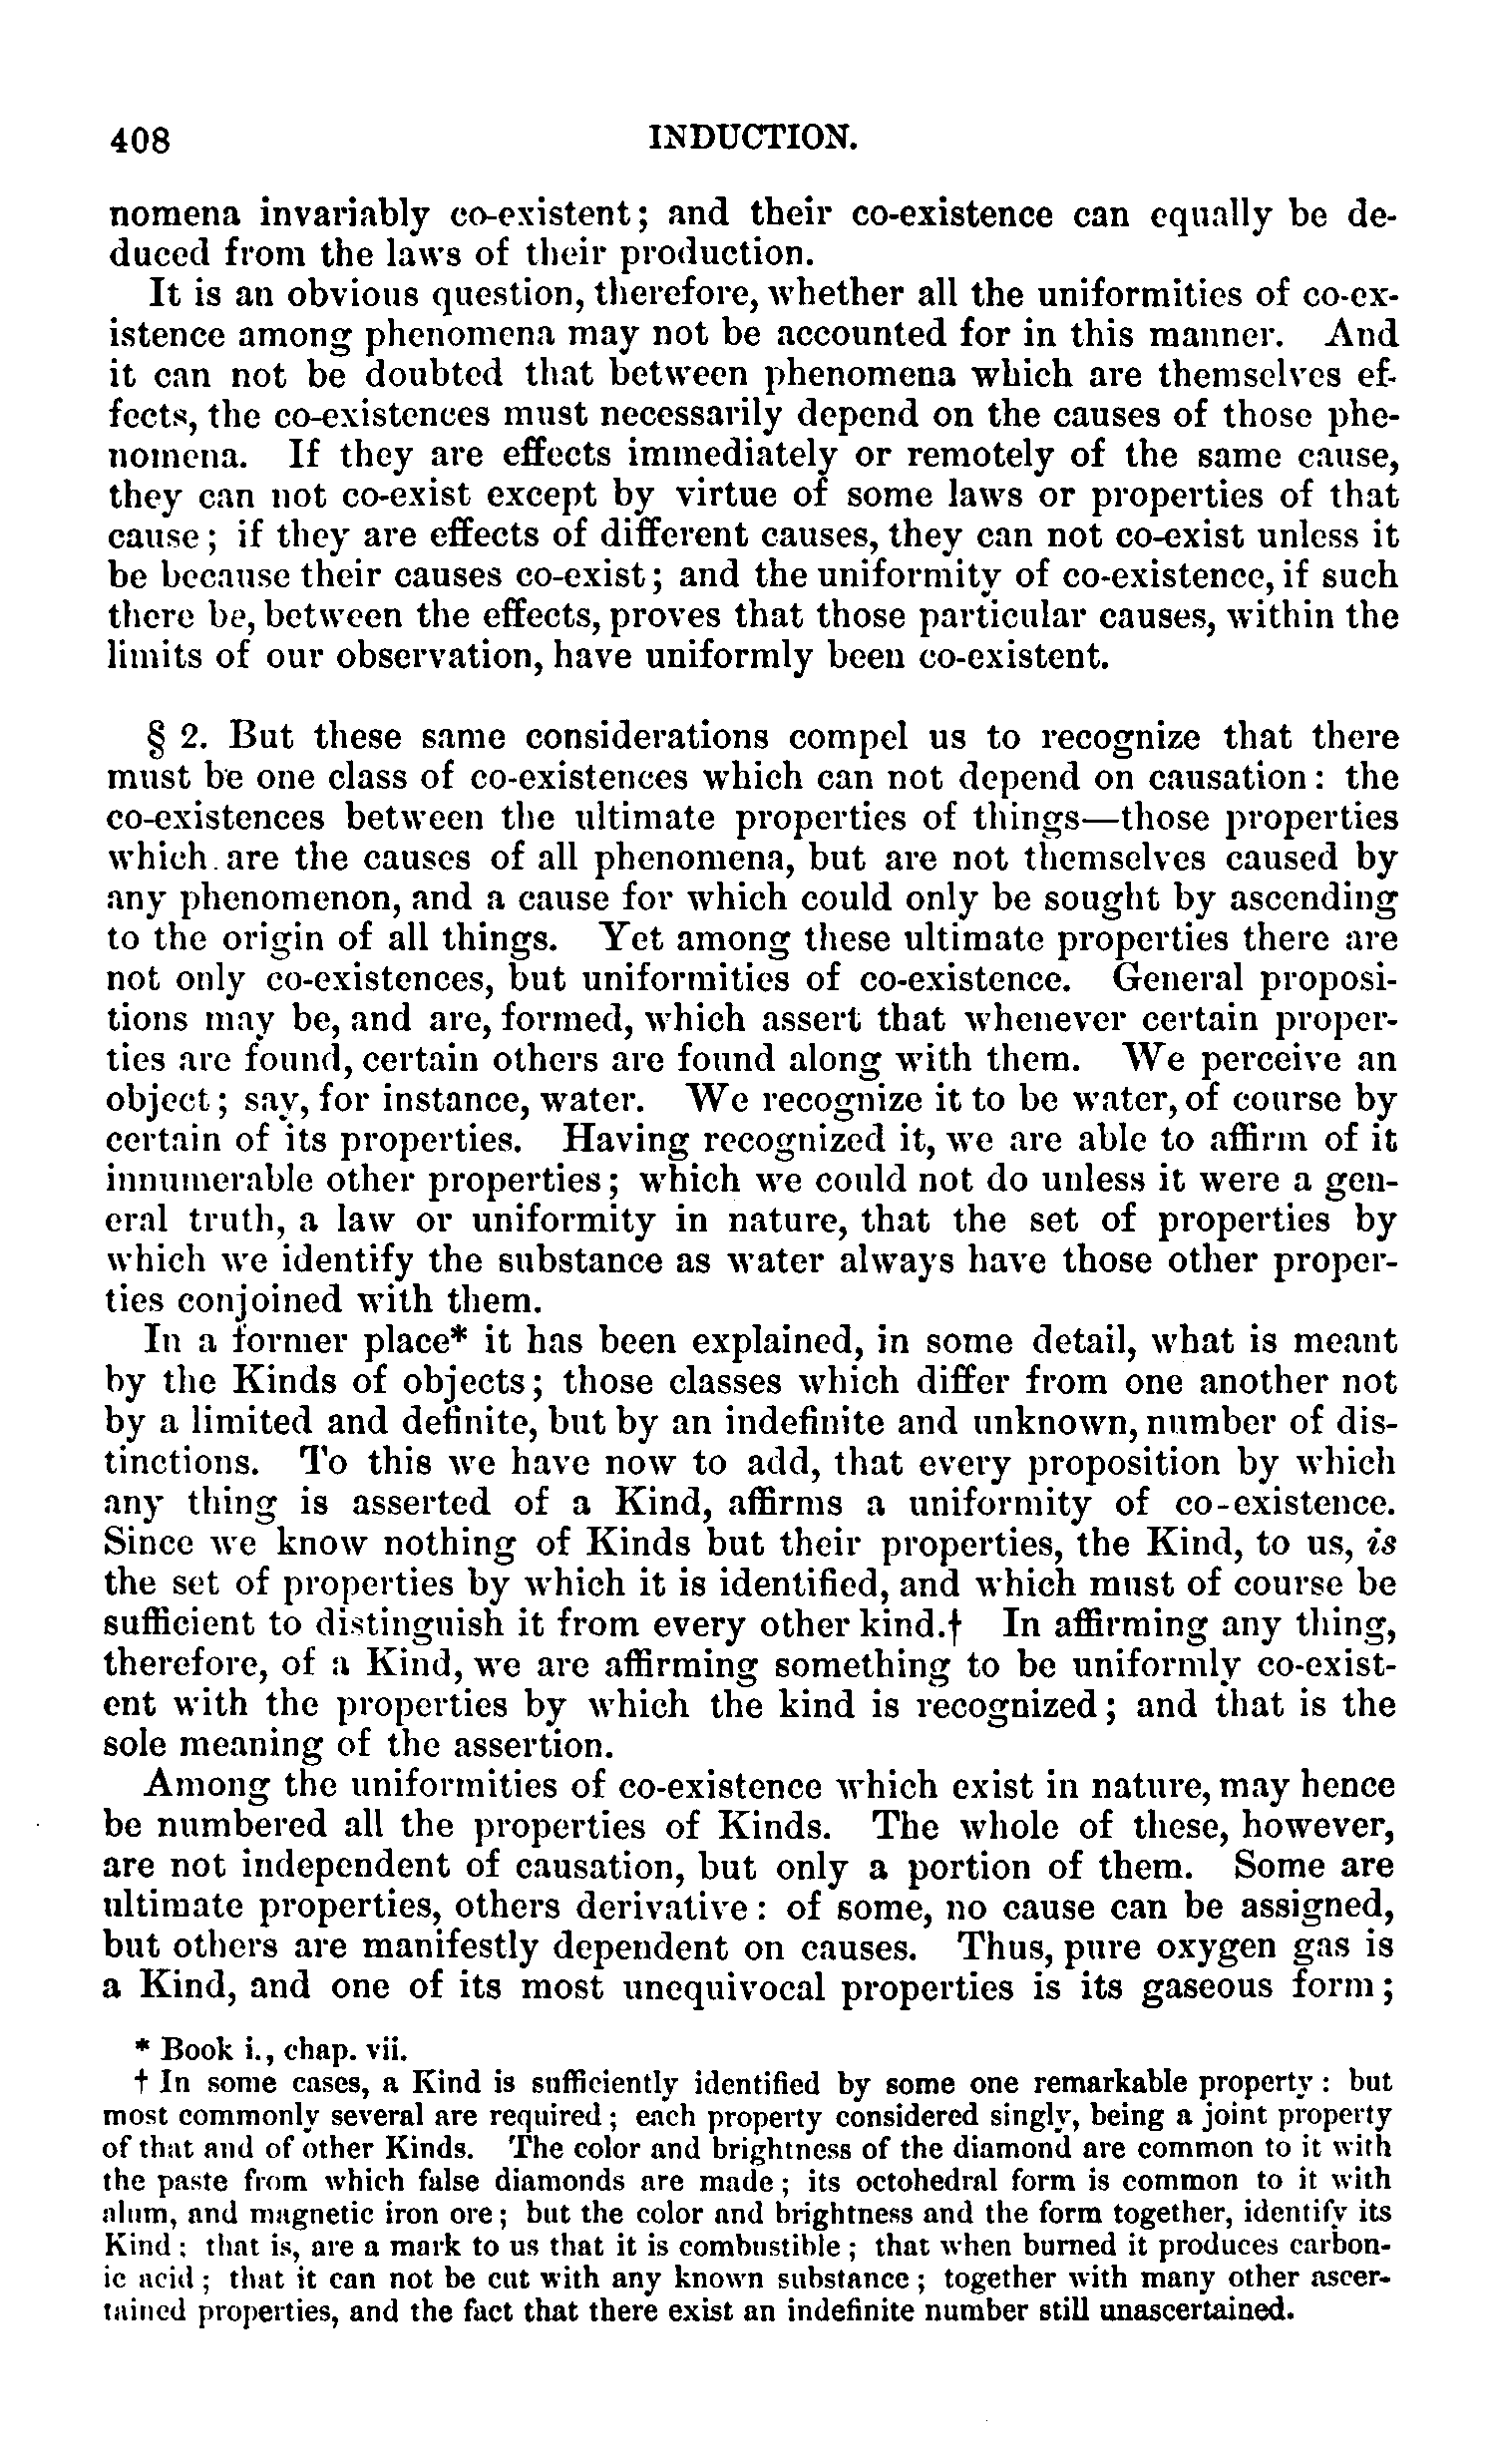 408 INDUCTION.
nomena invariably co-existent; and their co-existence can equally be de-
duced from the laws of their production.
It is an obvious question, therefore, whether all the uniformities of co-ex-
istence among phenomena may not be accounted for in this manner. And
it can not be doubted that between phenomena which are themselves ef-
fects, the co-existences must necessarily depend on the causes of those phe-
nomena. If they are effects immediately or remotely of the same cause,
they can not co-exist except by virtue of some laws or properties of that
cause; if they are effects of different causes, they can not co-exist unless it
be because their causes co-exist; and the uniformity of co-existence, if such
there be, between the effects, proves that those particular causes, within the
limits of our observation, have uniformly been co-existent.
§ 2. But these same considerations compel us to recognize that there
must be one class of co-existences which can not depend on causation: the
co-existences between the ultimate properties of things—those properties
which are the causes of all phenomena, but are not themselves caused by
any phenomenon, and a cause for which could only be sought by ascending
to the origin of all things. Yet among these ultimate properties there are
not only co-existences, but uniformities of co-existence. General proposi-
tions may be, and are, formed, which assert that whenever certain proper-
ties are found, certain others are found along with them. We perceive an
object; say, for instance, water. We recognize it to be water, of course by
certain of its properties. Having recognized it, we are able to affirm of it
innumerable other properties; which we could not do unless it were a gen-
eral truth, a law or uniformity in nature, that the set of properties by
which we identify the substance as water always have those other proper-
ties conjoined with them.
In a former place* it has been explained, in some detail, what is meant
by the Kinds of objects; those classes which differ from one another not
by a limited and definite, but by an indefinite and unknown, number of dis-
tinctions. To this we have now to add, that every proposition by which
any thing is asserted of a Kind, affirms a uniformity of co-existence.
Since we know nothing of Kinds but their properties, the Kind, to us, is
the set of properties by which it is identified, and which must of course be
sufficient to distinguish it from every other kind.† In affirming any thing,
therefore, of a Kind, we are affirming something to be uniformly co-exist-
ent with the properties by which the kind is recognized; and that is the
sole meaning of the assertion.
Among the uniformities of co-existence which exist in nature, may hence
be numbered all the properties of Kinds. The whole of these, however,
are not independent of causation, but only a portion of them. Some are
ultimate properties, others derivative: of some, no cause can be assigned,
but others are manifestly dependent on causes. Thus, pure oxygen gas is
a Kind, and one of its most unequivocal properties is its gaseous form;
* Book i., chap. vii.
† In some cases, a Kind is sufficiently identified by some one remarkable property: but
most commonly several are required; each property considered singly, being a joint property
of that and of other Kinds. The color and brightness of the diamond are common to it with
the paste from which false diamonds are made; its octohedral form is common to it with
alum, and magnetic iron ore; but the color and brightness and the form together, identify its
Kind: that is, are a mark to us that it is combustible; that when burned it produces carbon-
ic acid; that it can not be cut with any known substance; together with many other ascer-
tained properties, and the fact that there exist an indefinite number still unascertained.